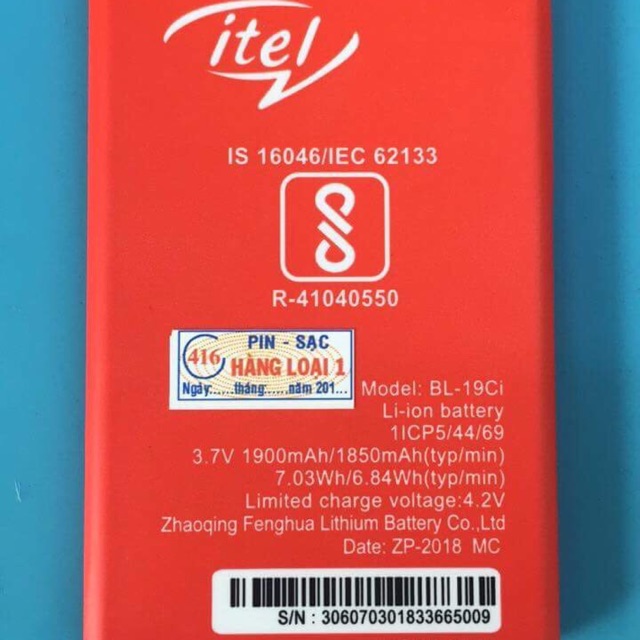 itel
IS 16046/IEC 62133
R-41040550
416
PIN - SẠC
HÀNG LOẠI 1
Ngày......tháng......năm 201...
Model: BL-19Ci
Li-ion battery
1ICP5/44/69
3.7V 1900mAh/1850mAh(typ/min)
7.03Wh/6.84Wh(typ/min)
Limited charge voltage:4.2V
Zhaoqing Fenghua Lithium Battery Co.,Ltd
Date: ZP-2018 MC
S/N : 306070301833665009